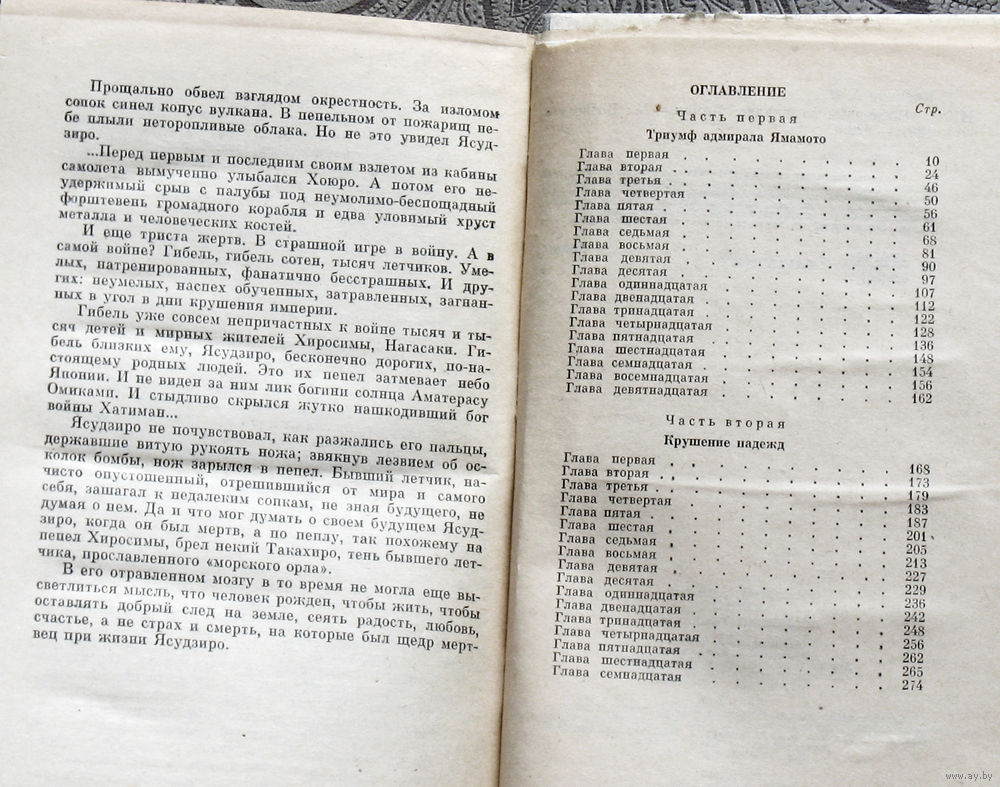 Прощально обвел взглядом окрестность. За изломом
сопок синел конус вулкана. В пепельном от пожарищ не-
бе плыли неторопливые облака. Но не это увидел Ясуд-
зиро.
...Перед первым и последним своим взлетом из кабины
самолета вымученно улыбался Хоюро. А потом его не-
удержимый срыв с палубы под неумолимо-беспощадный
форштевень громадного корабля и едва уловимый хруст
металла и человеческих костей.
И еще триста жертв. В страшной игре в войну. А в
самой войне? Гибель, гибель сотен, тысяч летчиков. Уме-
лых, натренированных, фанатично бесстрашных. И дру-
гих: неумелых, наспех обученных, затравленных, загнан-
ных в угол в дни крушения империи.
Гибель уже совсем непричастных к войне тысяч и ты-
сяч детей и мирных жителей Хиросимы, Нагасаки. Ги-
бель близких ему, Ясудзиро, бесконечно дорогих, по-на-
стоящему родных людей. Это их пепел затмевает небо
Японии. И не виден за ним лик богини солнца Аматерасу
Омиками. И стыдливо скрылся жутко нашкодивший бог
войны Хатиман...
Ясудзиро не почувствовал, как разжались его пальцы,
державшие витую рукоять ножа; звякнув лезвием об ос-
колок бомбы, нож зарылся в пепел. Бывший летчик, на-
чисто опустошенный, отрешившийся от мира и самого
себя, зашагал к недалеким сопкам, не зная будущего, не
думая о нем. Да и что мог думать о своем будущем Ясуд-
зиро, когда он был мертв, а по пеплу, так похожему на
пепел Хиросимы, брел некий Такахиро, тень бывшего лет-
чика, прославленного «морского орла».
В его отравленном мозгу в то время не могла еще вы-
светлиться мысль, что человек рожден, чтобы жить, чтобы
оставлять добрый след на земле, сеять радость, любовь,
счастье, а не страх и смерть, на которые был щедр мерт-
вец при жизни Ясудзиро.
ОГЛАВЛЕНИЕ
Стр.
Часть первая
Триумф адмирала Ямамото
Глава первая . . . . . . . . . 10
Глава вторая . . . . . . . . . 24
Глава третья . . . . . . . . . 46
Глава четвертая . . . . . . . . 50
Глава пятая . . . . . . . . . 56
Глава шестая . . . . . . . . . 61
Глава седьмая . . . . . . . . . 68
Глава восьмая . . . . . . . . . 81
Глава девятая . . . . . . . . . 90
Глава десятая . . . . . . . . . 97
Глава одиннадцатая . . . . . . . 107
Глава двенадцатая . . . . . . . 112
Глава тринадцатая . . . . . . . 122
Глава четырнадцатая . . . . . . . 128
Глава пятнадцатая . . . . . . . 136
Глава шестнадцатая . . . . . . . 148
Глава семнадцатая . . . . . . . 154
Глава восемнадцатая . . . . . . . 156
Глава девятнадцатая . . . . . . . 162
Часть вторая
Крушение надежд
Глава первая . . . . . . . . . 168
Глава вторая . . . . . . . . . 173
Глава третья . . . . . . . . . 179
Глава четвертая . . . . . . . . 183
Глава пятая . . . . . . . . . 187
Глава шестая . . . . . . . . . 201
Глава седьмая . . . . . . . . . 205
Глава восьмая . . . . . . . . . 213
Глава девятая . . . . . . . . . 227
Глава десятая . . . . . . . . . 229
Глава одиннадцатая . . . . . . . 236
Глава двенадцатая . . . . . . . 242
Глава тринадцатая . . . . . . . 248
Глава четырнадцатая . . . . . . . 256
Глава пятнадцатая . . . . . . . 262
Глава шестнадцатая . . . . . . . 265
Глава семнадцатая . . . . . . . 274
www.ay.by